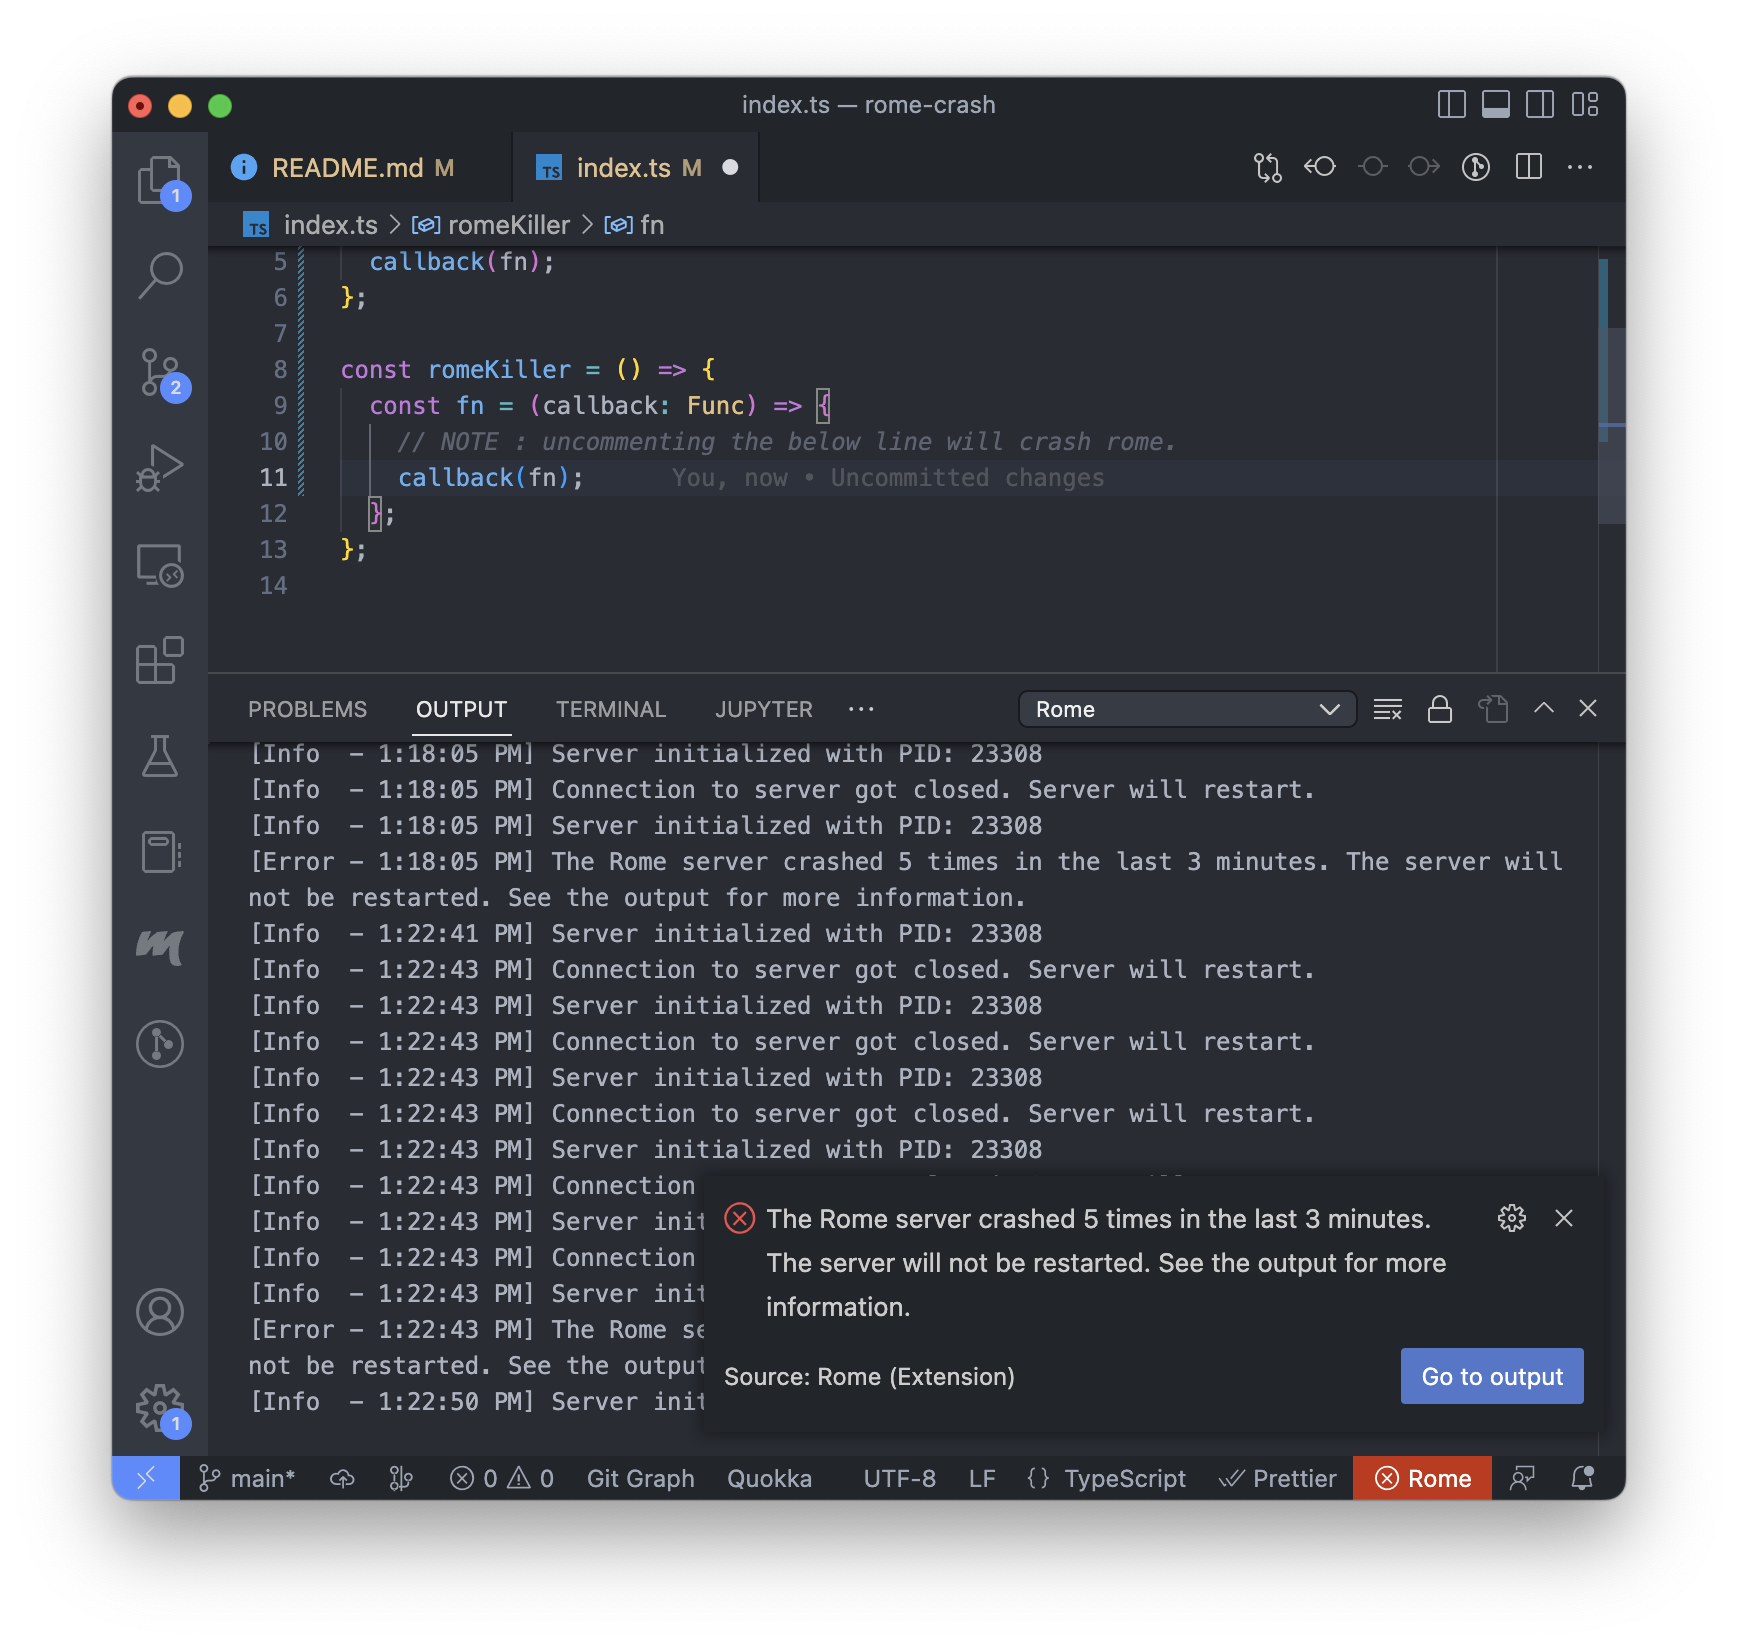 index.ts — rome-crash
README.md M
index.ts M
TS
1
index.ts > romeKiller > fn
TS
5 callback(fn);
6 };
7
8 const romeKiller = () => {
9 const fn = (callback: Func) => {
10 // NOTE : uncommenting the below line will crash rome.
11 callback(fn); You, now • Uncommitted changes
12 };
13 };
14
2
PROBLEMS OUTPUT TERMINAL JUPYTER ··· Rome
[Info  – 1:18:05 PM] Server initialized with PID: 23308
[Info  – 1:18:05 PM] Connection to server got closed. Server will restart.
[Info  – 1:18:05 PM] Server initialized with PID: 23308
[Error – 1:18:05 PM] The Rome server crashed 5 times in the last 3 minutes. The server will
not be restarted. See the output for more information.
[Info  – 1:22:41 PM] Server initialized with PID: 23308
[Info  – 1:22:43 PM] Connection to server got closed. Server will restart.
[Info  – 1:22:43 PM] Server initialized with PID: 23308
[Info  – 1:22:43 PM] Connection to server got closed. Server will restart.
[Info  – 1:22:43 PM] Server initialized with PID: 23308
[Info  – 1:22:43 PM] Connection to server got closed. Server will restart.
[Info  – 1:22:43 PM] Server initialized with PID: 23308
[Info  – 1:22:43 PM] Connection
[Info  – 1:22:43 PM] Server init
[Info  – 1:22:43 PM] Connection
[Info  – 1:22:43 PM] Server init
[Error – 1:22:43 PM] The Rome se
not be restarted. See the output
[Info  – 1:22:50 PM] Server init
The Rome server crashed 5 times in the last 3 minutes.
The server will not be restarted. See the output for more
information.
Source: Rome (Extension)
Go to output
1
main* 0 0 Git Graph Quokka UTF-8 LF {} TypeScript Prettier Rome